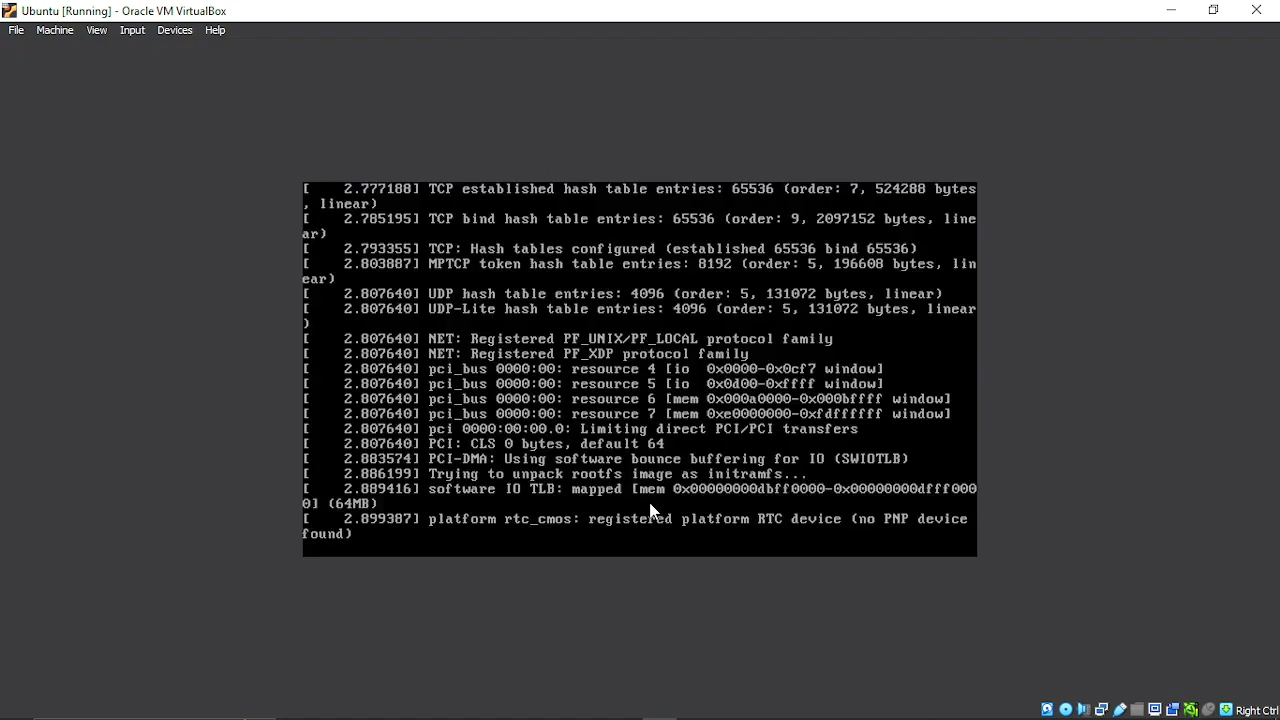 Ubuntu [Running] - Oracle VM VirtualBox
File Machine View Input Devices Help
[    2.777188] TCP established hash table entries: 65536 (order: 7, 524288 bytes
, linear)
[    2.785195] TCP bind hash table entries: 65536 (order: 9, 2097152 bytes, line
ar)
[    2.793355] TCP: Hash tables configured (established 65536 bind 65536)
[    2.803887] MPTCP token hash table entries: 8192 (order: 5, 196608 bytes, lin
ear)
[    2.807640] UDP hash table entries: 4096 (order: 5, 131072 bytes, linear)
[    2.807640] UDP-Lite hash table entries: 4096 (order: 5, 131072 bytes, linear
)
[    2.807640] NET: Registered PF_UNIX/PF_LOCAL protocol family
[    2.807640] NET: Registered PF_XDP protocol family
[    2.807640] pci_bus 0000:00: resource 4 [io  0x0000-0x0cf7 window]
[    2.807640] pci_bus 0000:00: resource 5 [io  0x0d00-0xffff window]
[    2.807640] pci_bus 0000:00: resource 6 [mem 0x000a0000-0x000bffff window]
[    2.807640] pci_bus 0000:00: resource 7 [mem 0xe0000000-0xfdffffff window]
[    2.807640] pci 0000:00:00.0: Limiting direct PCI/PCI transfers
[    2.807640] PCI: CLS 0 bytes, default 64
[    2.883574] PCI-DMA: Using software bounce buffering for IO (SWIOTLB)
[    2.886199] Trying to unpack rootfs image as initramfs...
[    2.889416] software IO TLB: mapped [mem 0x00000000dbff0000-0x00000000dfff000
0] (64MB)
[    2.899387] platform rtc_cmos: registered platform RTC device (no PNP device
found)
Right Ctrl